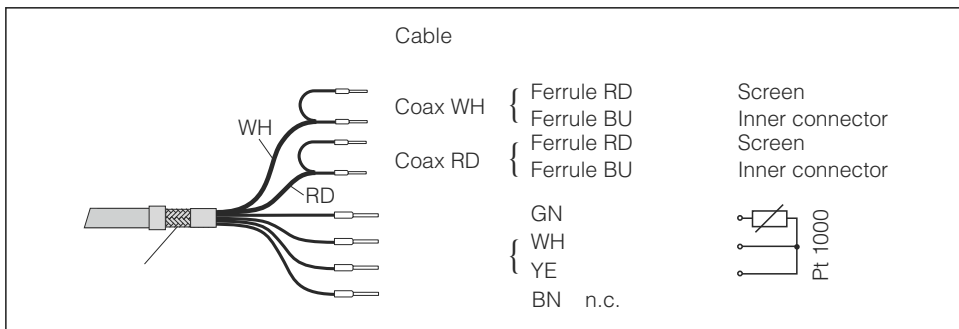 Cable
WH
Coax WH { Ferrule RD Screen
Ferrule BU Inner connector
RD
Coax RD { Ferrule RD Screen
Ferrule BU Inner connector
GN
{ WH
YE
BN n.c.
Pt 1000